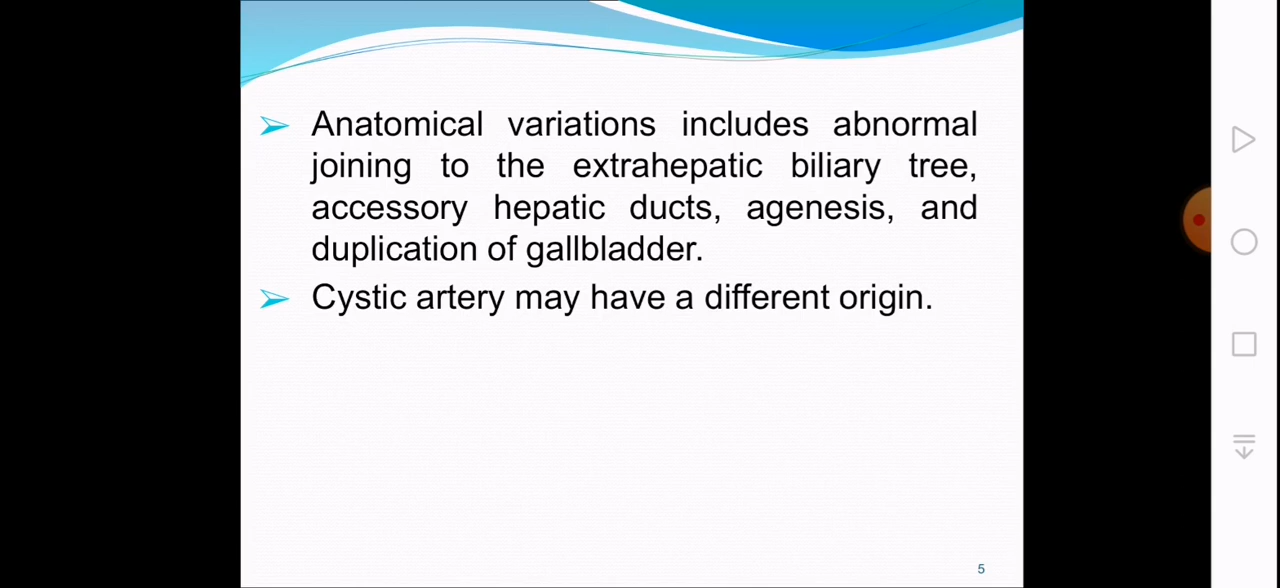 Anatomical variations includes abnormal
joining to the extrahepatic biliary tree,
accessory hepatic ducts, agenesis, and
duplication of gallbladder.
Cystic artery may have a different origin.
5